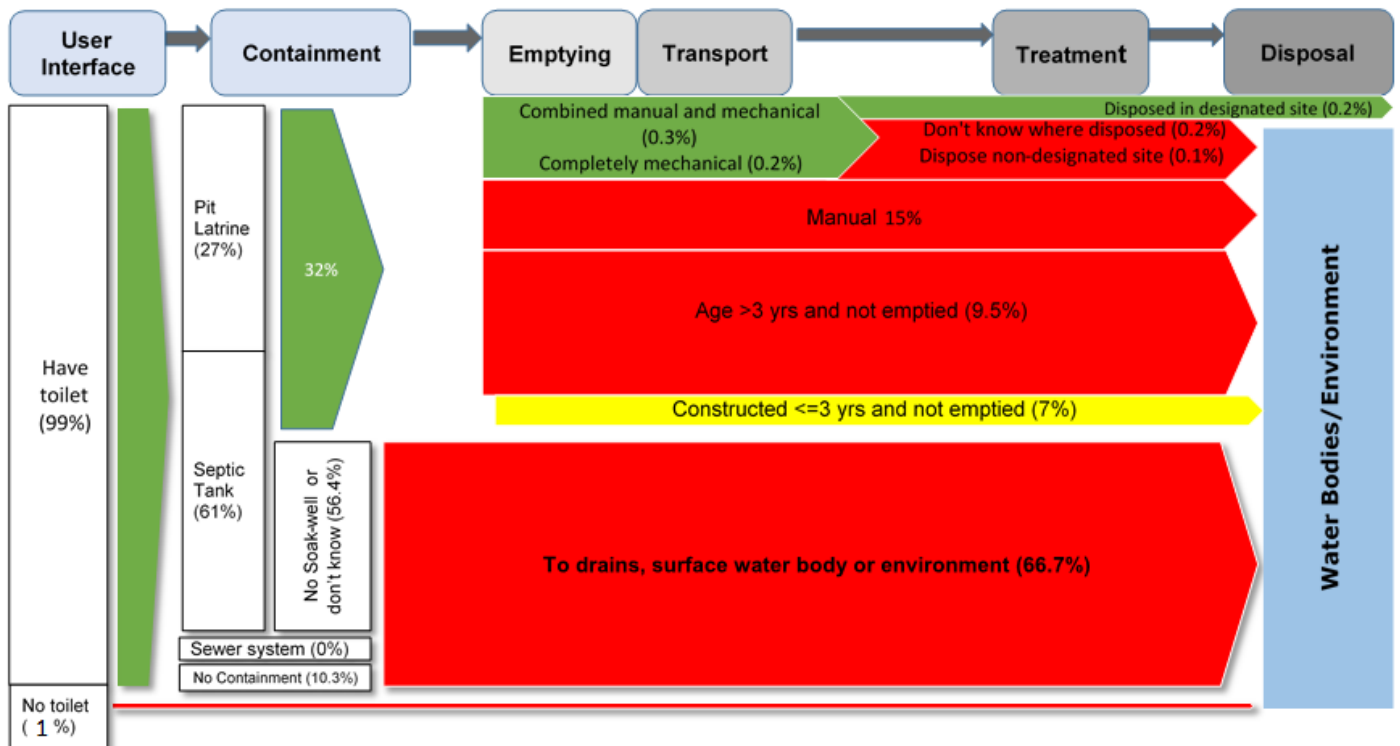 User
Interface
Containment
Emptying
Transport
Treatment
Disposal
Combined manual and mechanical
(0.3%)
Completely mechanical (0.2%)
Disposed in designated site (0.2%)
Don't know where disposed (0.2%)
Dispose non-designated site (0.1%)
Manual 15%
Age >3 yrs and not emptied (9.5%)
Constructed <=3 yrs and not emptied (7%)
To drains, surface water body or environment (66.7%)
Water Bodies/Environment
Have
toilet
(99%)
Pit
Latrine
(27%)
32%
Septic
Tank
(61%)
No Soak-well or
don't know (56.4%)
Sewer system (0%)
No Containment (10.3%)
No toilet
( 1 %)